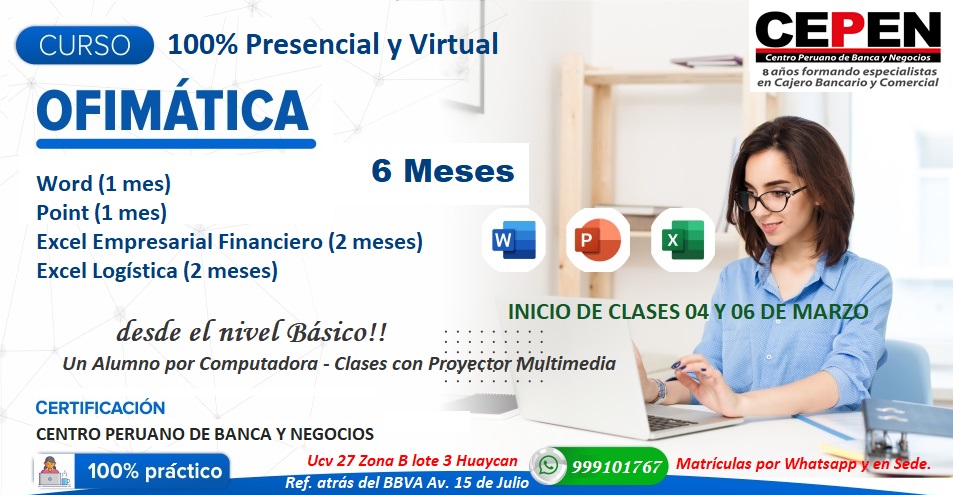 CURSO
100% Presencial y Virtual
CEPEN
Centro Peruano de Banca y Negocios
8 años formando especialistas
en Cajero Bancario y Comercial
OFIMÁTICA
6 Meses
Word (1 mes)
Point (1 mes)
Excel Empresarial Financiero (2 meses)
Excel Logística (2 meses)
W
P
X
INICIO DE CLASES 04 Y 06 DE MARZO
desde el nivel Básico!!
Un Alumno por Computadora - Clases con Proyector Multimedia
CERTIFICACIÓN
CENTRO PERUANO DE BANCA Y NEGOCIOS
100% práctico
Ucv 27 Zona B lote 3 Huaycan
Ref. atrás del BBVA Av. 15 de Julio
999101767
Matrículas por Whatsapp y en Sede.